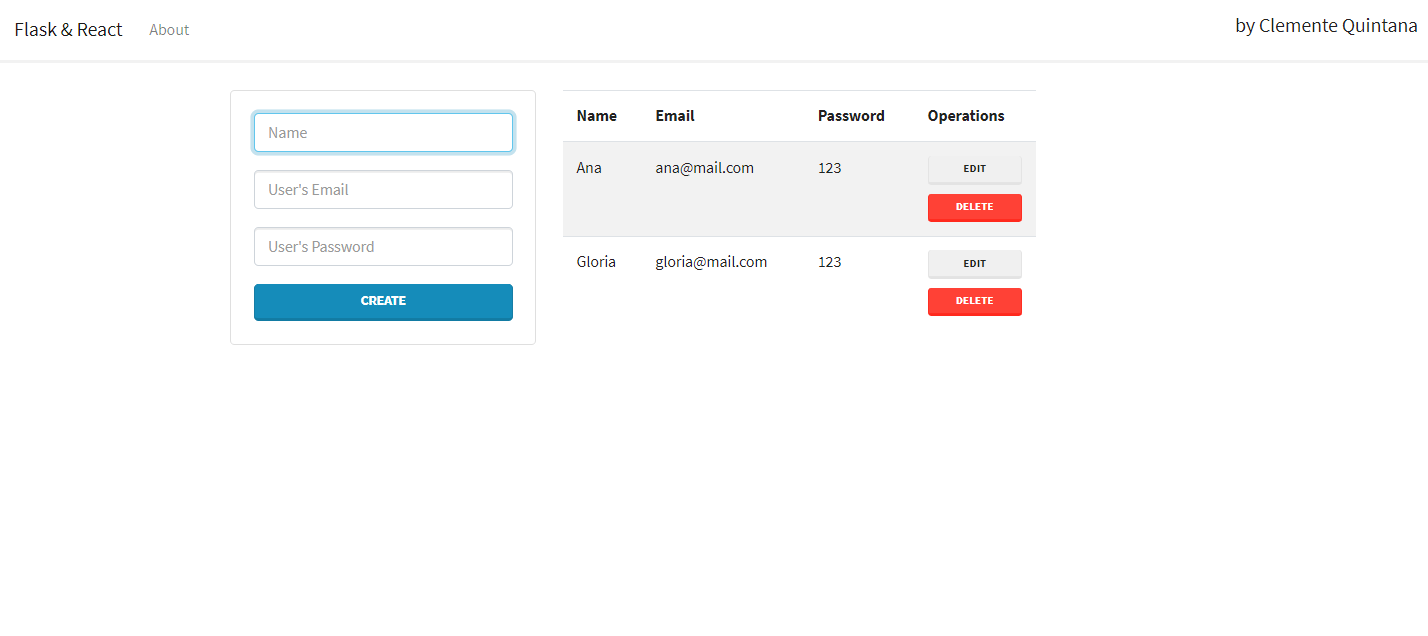 Flask & React About by Clemente Quintana
Name
User's Email
User's Password
CREATE
Name Email Password Operations
Ana ana@mail.com 123 EDIT
DELETE
Gloria gloria@mail.com 123 EDIT
DELETE